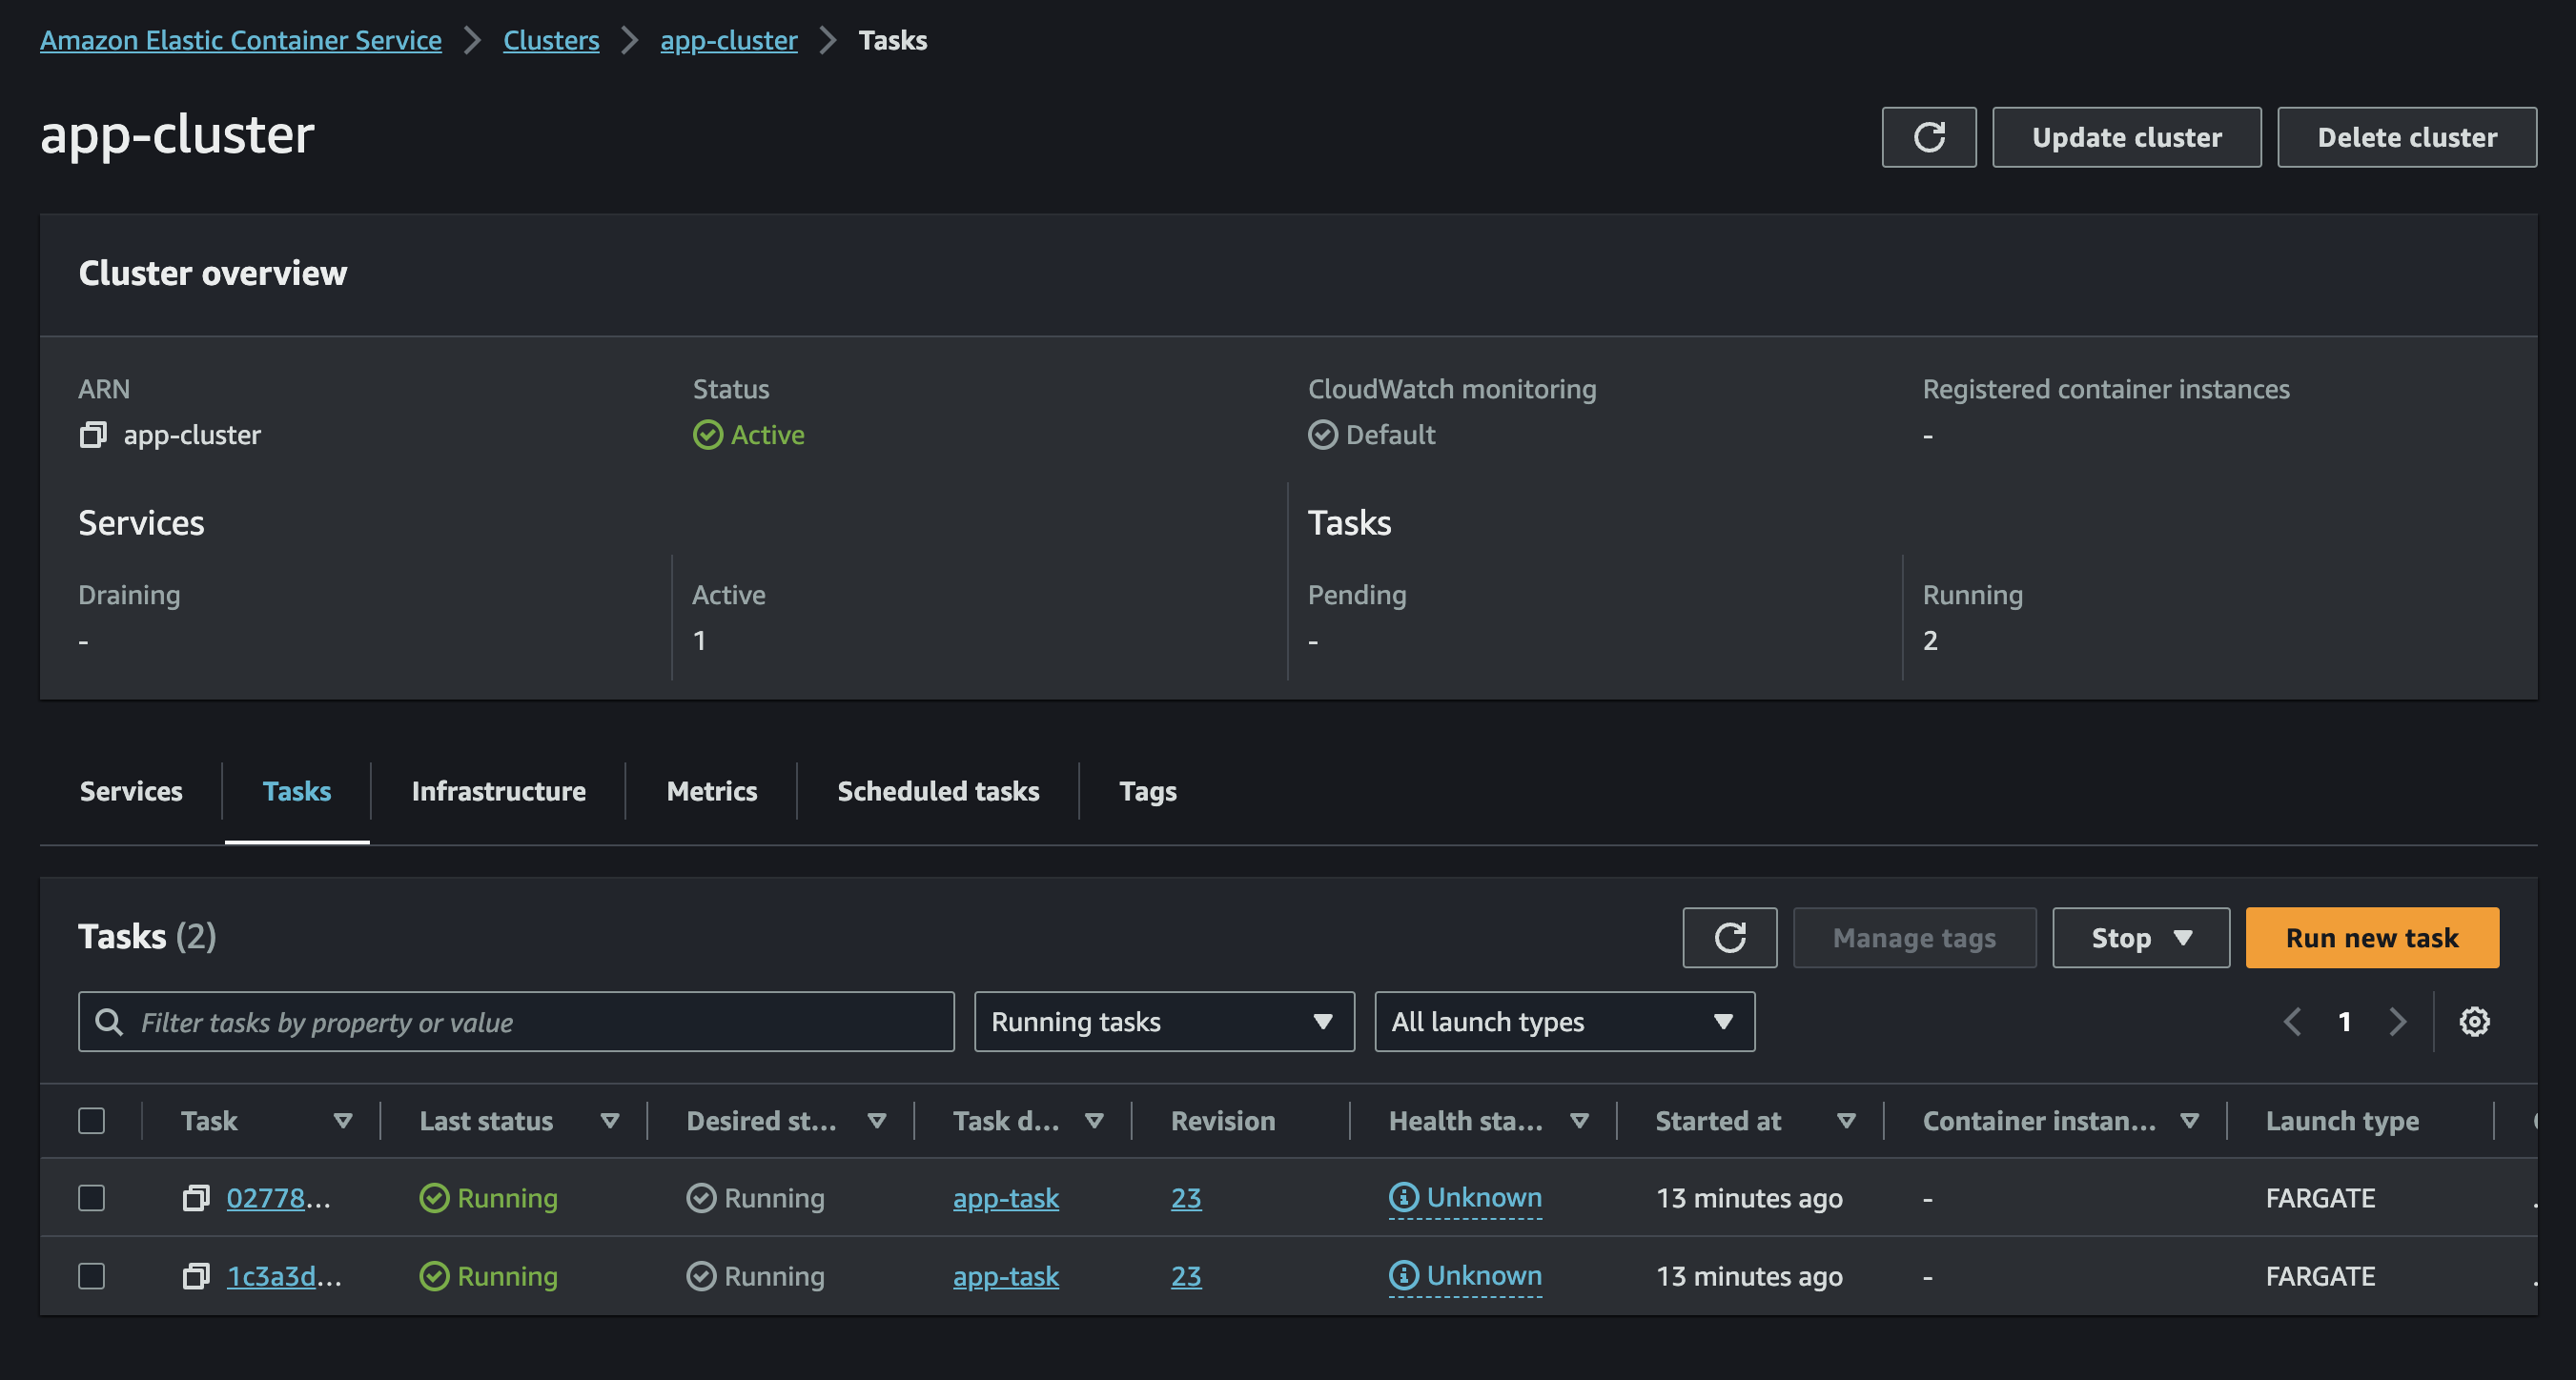 Amazon Elastic Container Service > Clusters > app-cluster > Tasks
app-cluster
Update cluster
Delete cluster
Cluster overview
ARN
app-cluster
Status
Active
CloudWatch monitoring
Default
Registered container instances
-
Services
Draining
-
Active
1
Tasks
Pending
-
Running
2
Services Tasks Infrastructure Metrics Scheduled tasks Tags
Tasks (2)
Manage tags
Stop
Run new task
Filter tasks by property or value
Running tasks
All launch types
1
Task Last status Desired st... Task d... Revision Health sta... Started at Container instan... Launch type
02778... Running Running app-task 23 Unknown 13 minutes ago - FARGATE
1c3a3d... Running Running app-task 23 Unknown 13 minutes ago - FARGATE